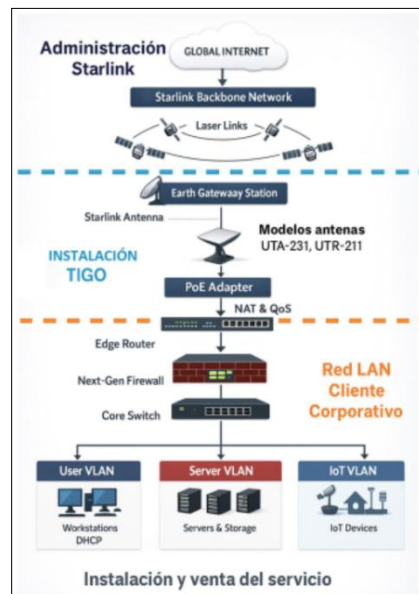 Administración
Starlink
GLOBAL INTERNET
Starlink Backbone Network
Laser Links
Earth Gatewaay Station
Starlink Antenna
Modelos antenas
UTA-231, UTR-211
INSTALACIÓN
TIGO
PoE Adapter
NAT & QoS
Edge Router
Next-Gen Firewall
Red LAN
Cliente
Corporativo
Core Switch
User VLAN
Server VLAN
IoT VLAN
Workstations
DHCP
Servers & Storage
IoT Devices
Instalación y venta del servicio